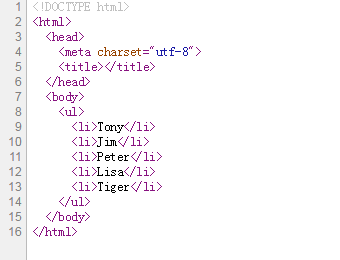 1 <!DOCTYPE html>
2 <html>
3 <head>
4 <meta charset="utf-8">
5 <title></title>
6 </head>
7 <body>
8 <ul>
9 <li>Tony</li>
10 <li>Jim</li>
11 <li>Peter</li>
12 <li>Lisa</li>
13 <li>Tiger</li>
14 </ul>
15 </body>
16 </html>